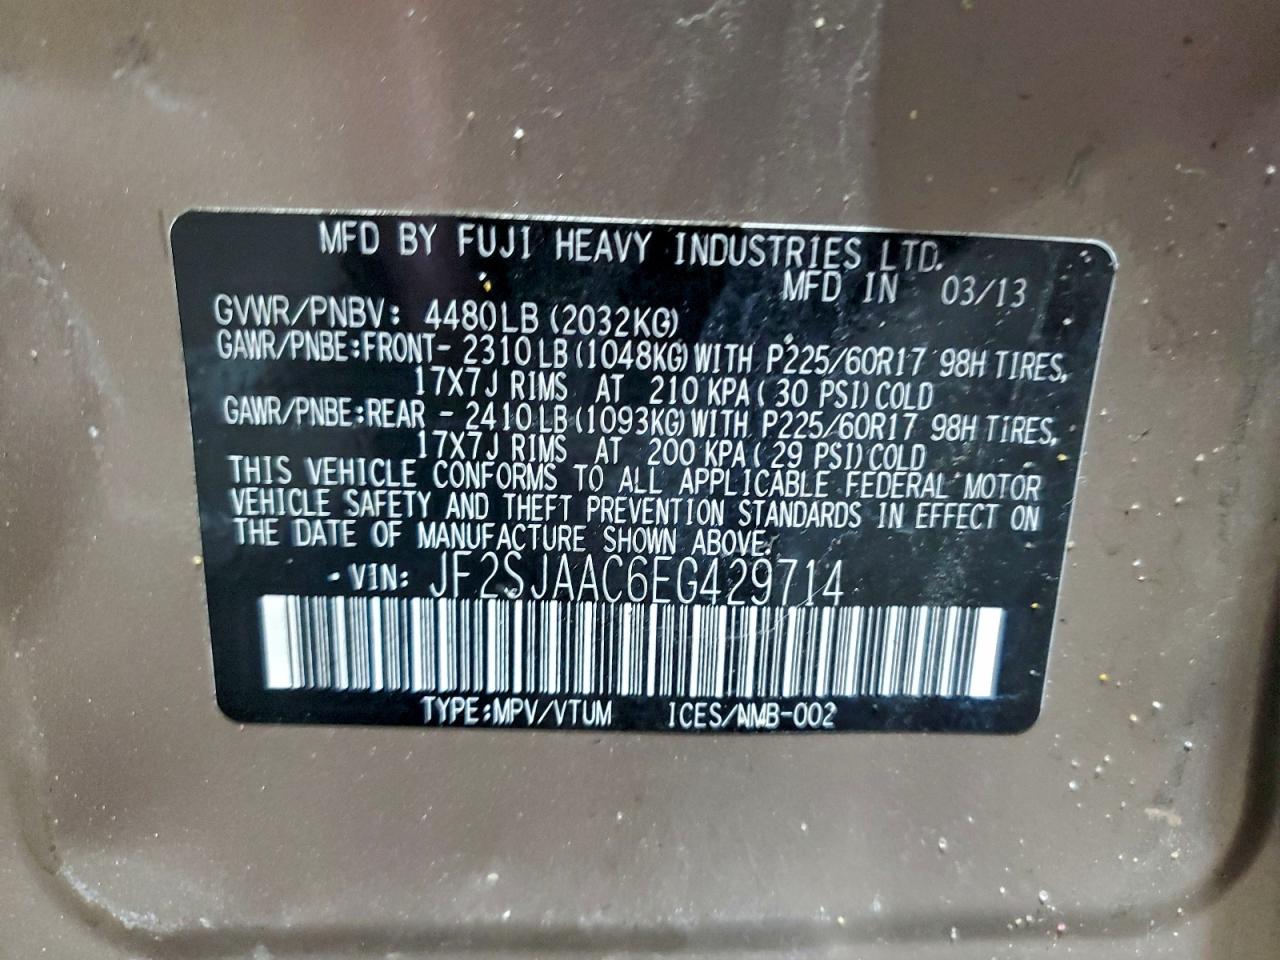 MFD BY FUJI HEAVY INDUSTRIES LTD.
MFD IN 03/13
GVWR/PNBV: 4480LB (2032KG)
GAWR/PNBE:FRONT- 2310LB (1048KG) WITH P225/60R17 98H TIRES,
17X7J RIMS AT 210 KPA ( 30 PSI) COLD
GAWR/PNBE:REAR - 2410LB (1093KG) WITH P225/60R17 98H TIRES,
17X7J RIMS AT 200 KPA ( 29 PSI) COLD
THIS VEHICLE CONFORMS TO ALL APPLICABLE FEDERAL MOTOR
VEHICLE SAFETY AND THEFT PREVENTION STANDARDS IN EFFECT ON
THE DATE OF MANUFACTURE SHOWN ABOVE.
VIN: JF2SJAAC6EG429714
TYPE:MPV/VTUM ICES/NMB-002